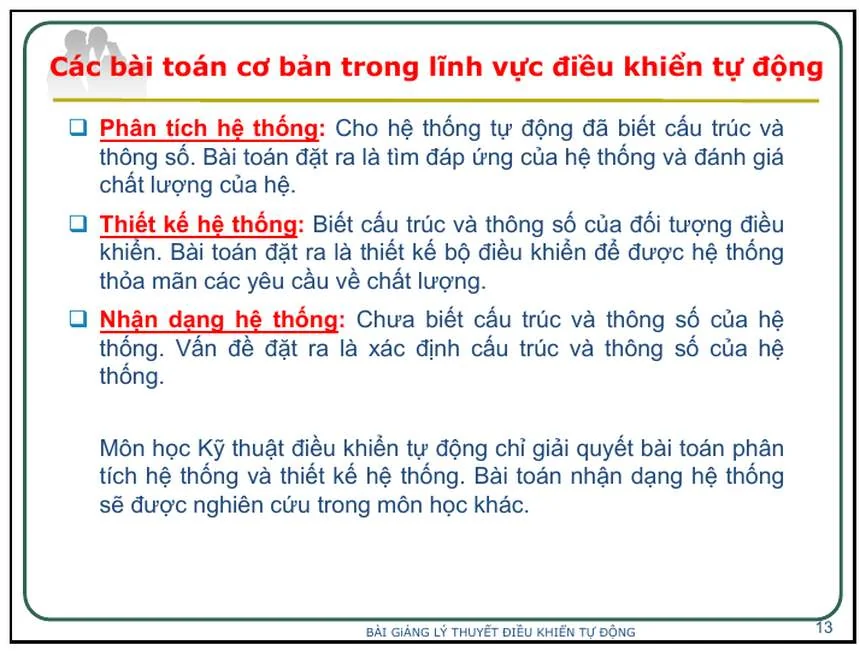 Các bài toán cơ bản trong lĩnh vực điều khiển tự động
Phân tích hệ thống: Cho hệ thống tự động đã biết cấu trúc và
thông số. Bài toán đặt ra là tìm đáp ứng của hệ thống và đánh giá
chất lượng của hệ.
Thiết kế hệ thống: Biết cấu trúc và thông số của đối tượng điều
khiển. Bài toán đặt ra là thiết kế bộ điều khiển để được hệ thống
thỏa mãn các yêu cầu về chất lượng.
Nhận dạng hệ thống: Chưa biết cấu trúc và thông số của hệ
thống. Vấn đề đặt ra là xác định cấu trúc và thông số của hệ
thống.
Môn học Kỹ thuật điều khiển tự động chỉ giải quyết bài toán phân
tích hệ thống và thiết kế hệ thống. Bài toán nhận dạng hệ thống
sẽ được nghiên cứu trong môn học khác.
BÀI GiẢNG LÝ THUYẾT ĐIỀU KHIỂN TỰ ĐỘNG
13